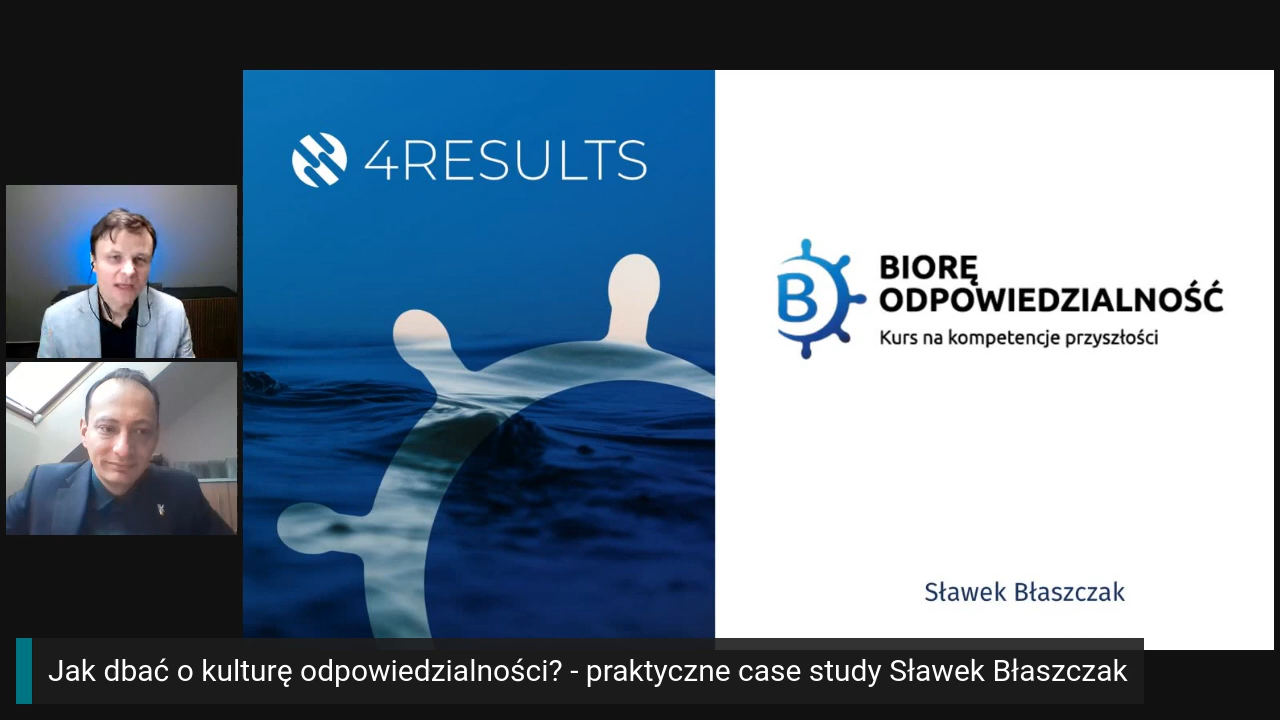 4RESULTS
B
BIORĘ
ODPOWIEDZIALNOŚĆ
Kurs na kompetencje przyszłości
Sławek Błaszczak
Jak dbać o kulturę odpowiedzialności? - praktyczne case study Sławek Błaszczak